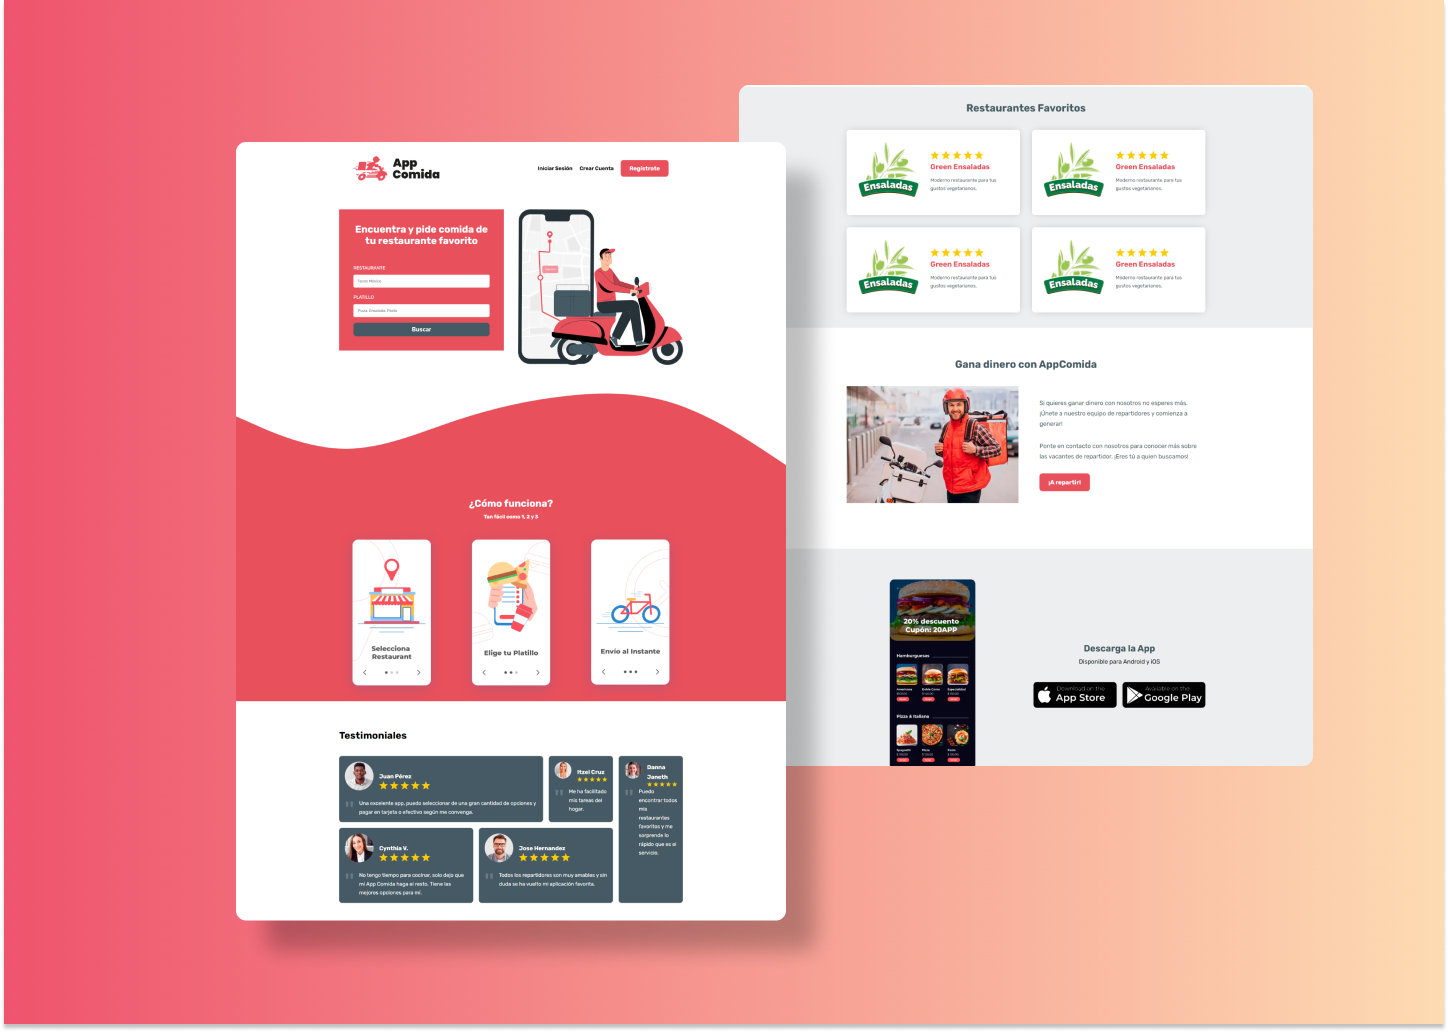 App
Comida
Iniciar Sesión
Crear Cuenta
Registrate
Encuentra y pide comida de
tu restaurante favorito
RESTAURANTE
Tacos México
PLATILLO
Pizza, Ensalada, Pasta
Buscar
¿Cómo funciona?
Tan fácil como 1, 2 y 3
Selecciona
Restaurant
Elige tu Platillo
Envío al Instante
Testimoniales
Juan Pérez
Una excelente app, puedo seleccionar de una gran cantidad de opciones y
pagar en tarjeta o efectivo según me convenga.
Itzel Cruz
Me ha facilitado
mis tareas del
hogar.
Danna
Janeth
Puedo
encontrar todos
mis
restaurantes
favoritos y me
sorprende lo
rápido que es el
servicio.
Cynthia V.
No tengo tiempo para cocinar, solo dejo que
mi App Comida haga el resto. Tiene las
mejores opciones para mí.
Jose Hernandez
Todos los repartidores son muy amables y sin
duda se ha vuelto mi aplicación favorita.
Restaurantes Favoritos
Ensaladas
Green Ensaladas
Moderno restaurante para tus
gustos vegetarianos.
Ensaladas
Green Ensaladas
Moderno restaurante para tus
gustos vegetarianos.
Ensaladas
Green Ensaladas
Moderno restaurante para tus
gustos vegetarianos.
Ensaladas
Green Ensaladas
Moderno restaurante para tus
gustos vegetarianos.
Gana dinero con AppComida
Si quieres ganar dinero con nosotros no esperes más.
¡Únete a nuestro equipo de repartidores y comienza a
generar!
Ponte en contacto con nosotros para conocer más sobre
las vacantes de repartidor. ¡Eres tú a quien buscamos!
¡A repartir!
20% descuento
Cupón: 20APP
Hamburguesas
Americana
Doble Carne
Especialidad
Pizza & Italiana
Spaguetti
Pizza
Descarga la App
Disponible para Android y iOS
Download on the
App Store
Available on the
Google Play